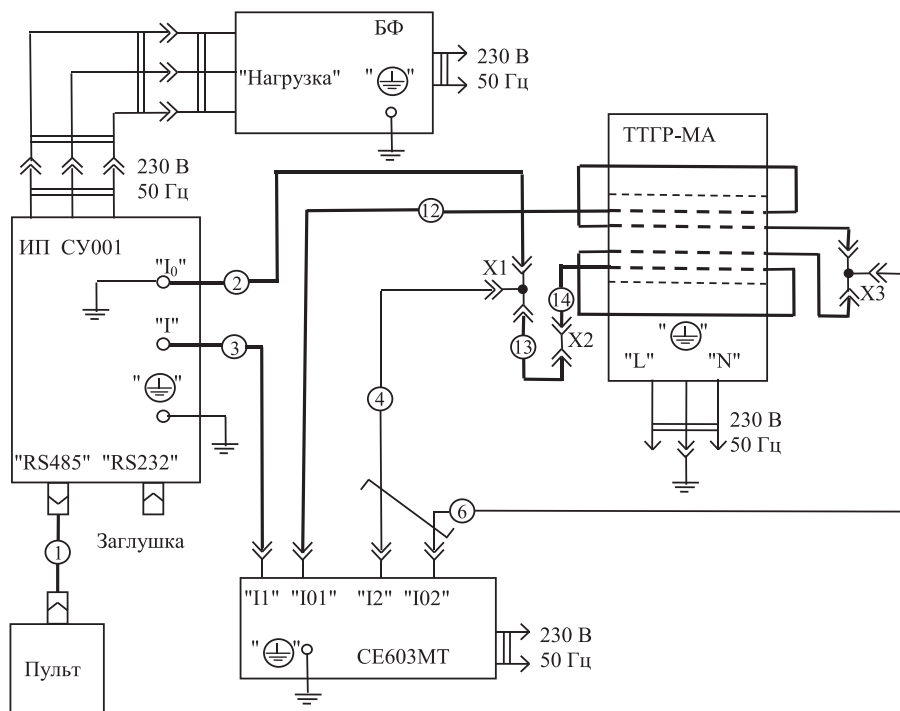 БФ
"Нагрузка"
" "
230 В
50 Гц
ТТГР-МА
230 В
50 Гц
12
ИП СУ001
"I₀"
2
X1
14
X3
"I"
3
13
X2
" "
"L"
"N"
" "
4
230 В
50 Гц
"RS485" "RS232"
6
Заглушка
1
"I1" "I01" "I2" "I02"
" "
230 В
50 Гц
СЕ603МТ
Пульт